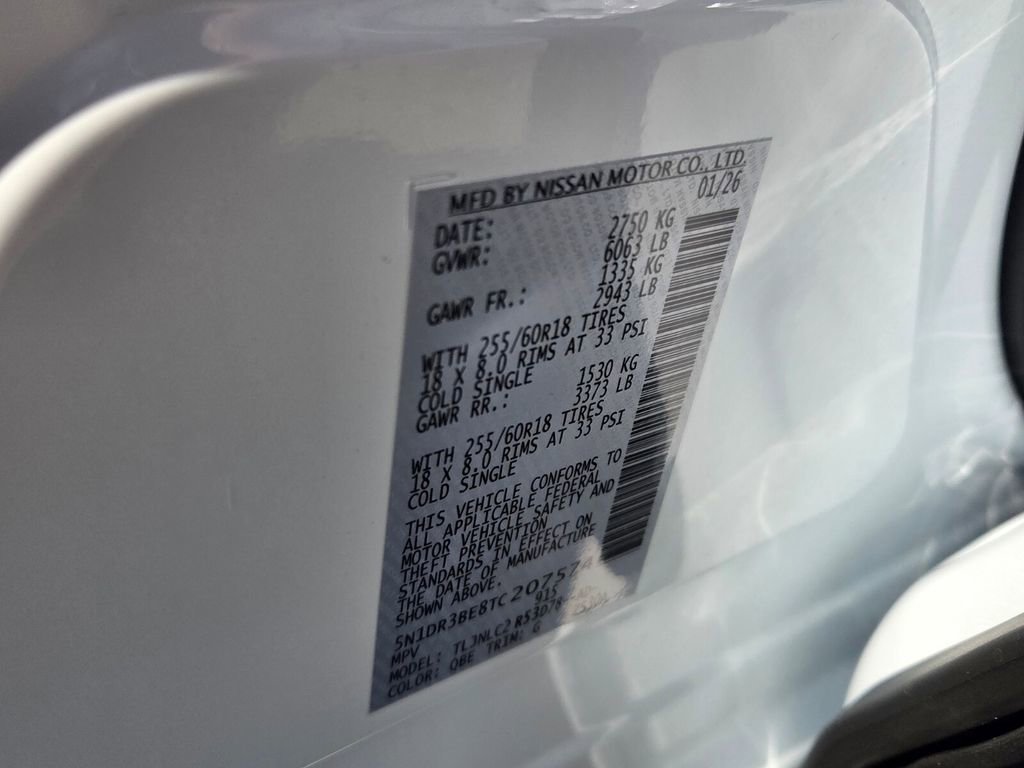 MFD BY NISSAN MOTOR CO., LTD.
DATE: 01/26
GVWR: 2750 KG
6063 LB
GAWR FR.: 1335 KG
2943 LB
WITH 255/60R18 TIRES
18 X 8.0 RIMS AT 33 PSI
COLD SINGLE
GAWR RR.: 1530 KG
3373 LB
WITH 255/60R18 TIRES
18 X 8.0 RIMS AT 33 PSI
COLD SINGLE
THIS VEHICLE CONFORMS TO
ALL APPLICABLE FEDERAL
MOTOR VEHICLE SAFETY AND
THEFT PREVENTION
STANDARDS IN EFFECT ON
THE DATE OF MANUFACTURE
SHOWN ABOVE.
5N1DR3BE8TC207574
MPV 915
MODEL: TL3NLC2 R53D78
COLOR: QBE TRIM: G